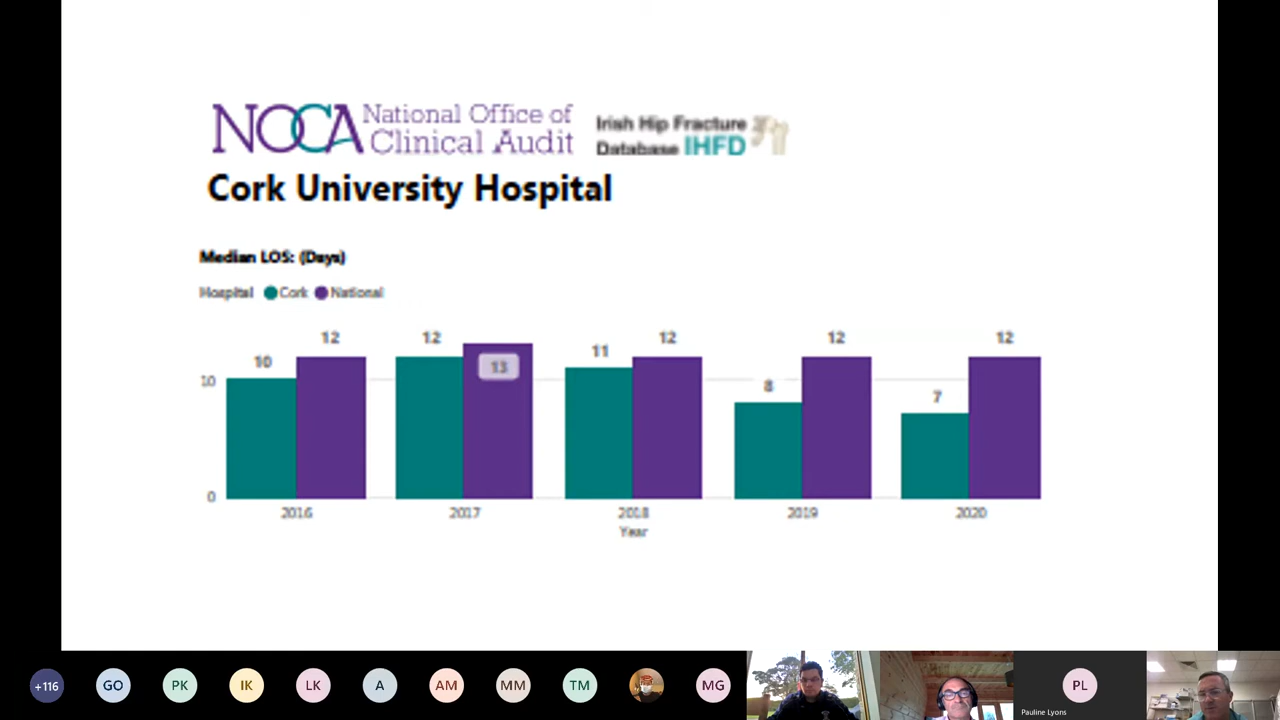 NOCA National Office of
Clinical Audit
Irish Hip Fracture
Database IHFD
Cork University Hospital
Median LOS: (Days)
Hospital Cork National
10 12 12 13 11 12 8 12 7 12
10
0
2016 2017 2018 2019 2020
Year
+116 GO PK IK LK A AM MM TM MG PL
Pauline Lyons